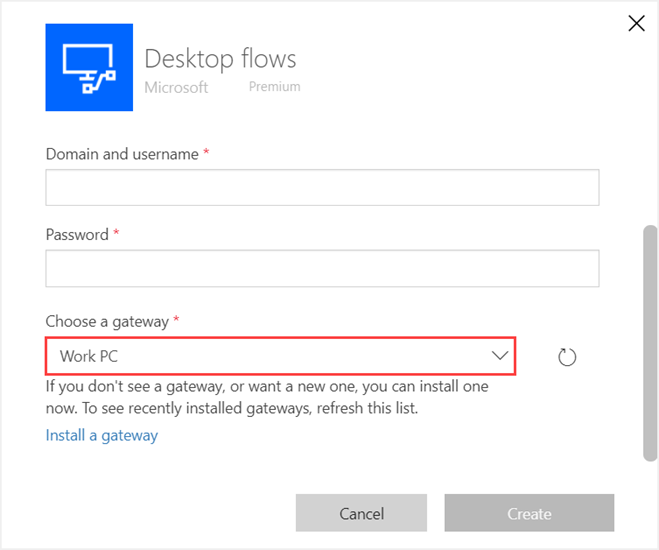 Desktop flows
Microsoft Premium
Domain and username *
Password *
Choose a gateway *
Work PC
If you don't see a gateway, or want a new one, you can install one
now. To see recently installed gateways, refresh this list.
Install a gateway
Cancel Create